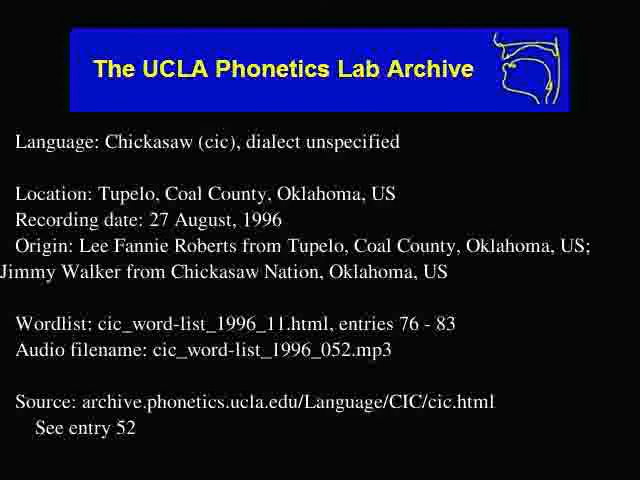 The UCLA Phonetics Lab Archive
Language: Chickasaw (cic), dialect unspecified
Location: Tupelo, Coal County, Oklahoma, US
Recording date: 27 August, 1996
Origin: Lee Fannie Roberts from Tupelo, Coal County, Oklahoma, US;
Jimmy Walker from Chickasaw Nation, Oklahoma, US
Wordlist: cic_word-list_1996_11.html, entries 76 - 83
Audio filename: cic_word-list_1996_052.mp3
Source: archive.phonetics.ucla.edu/Language/CIC/cic.html
See entry 52